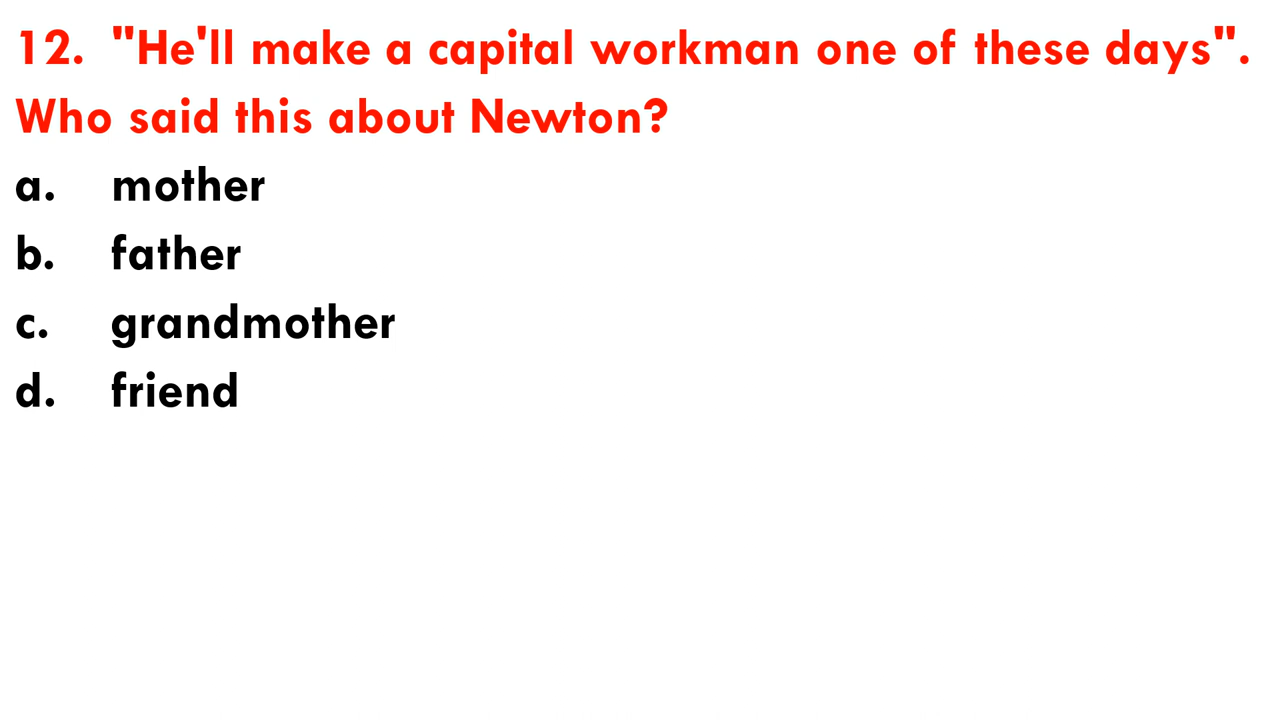 12. "He'll make a capital workman one of these days".
Who said this about Newton?
a. mother
b. father
c. grandmother
d. friend